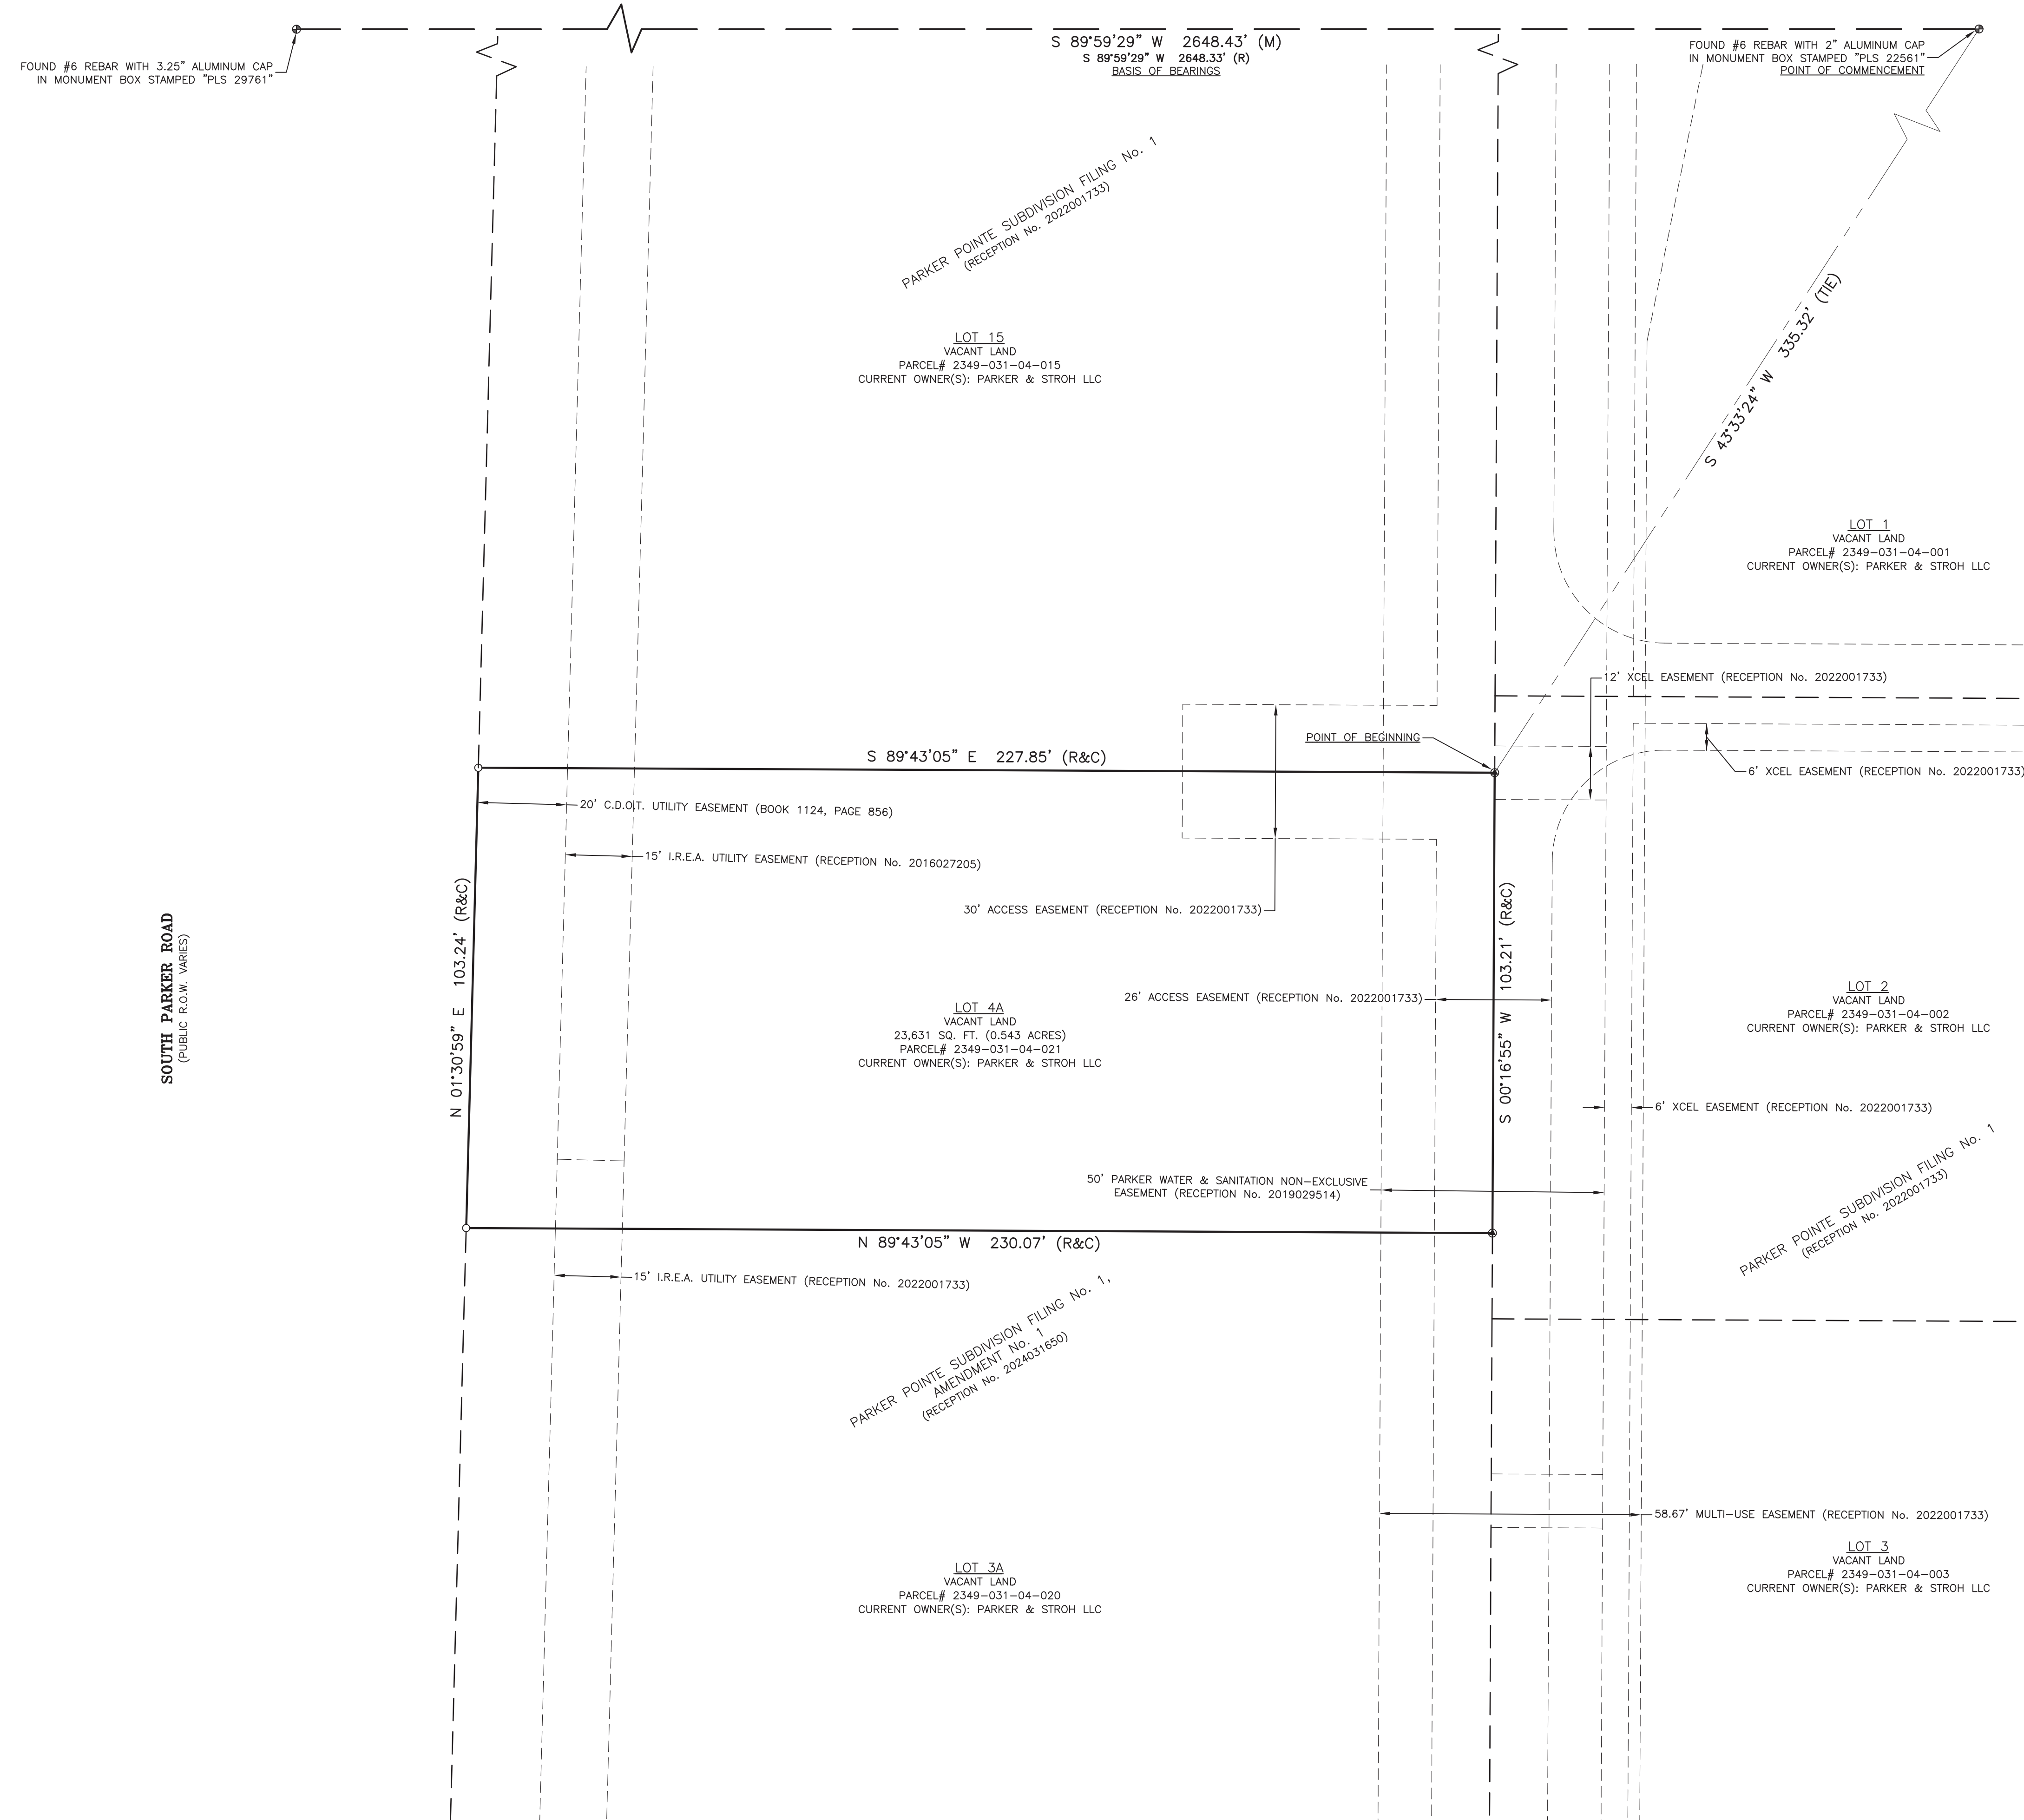 S 89°59'29" W 2648.43' (M)
S 89°59'29" W 2648.33' (R)
BASIS OF BEARINGS
FOUND #6 REBAR WITH 3.25" ALUMINUM CAP
IN MONUMENT BOX STAMPED "PLS 29761"
FOUND #6 REBAR WITH 2" ALUMINUM CAP
IN MONUMENT BOX STAMPED "PLS 22561"
POINT OF COMMENCEMENT
PARKER POINTE SUBDIVISION FILING No. 1
(RECEPTION No. 2022001733)
S 43°33'24" W 335.32' (TIE)
LOT 15
VACANT LAND
PARCEL# 2349-031-04-015
CURRENT OWNER(S): PARKER & STROH LLC
LOT 1
VACANT LAND
PARCEL# 2349-031-04-001
CURRENT OWNER(S): PARKER & STROH LLC
12' XCEL EASEMENT (RECEPTION No. 2022001733)
POINT OF BEGINNING
S 89°43'05" E 227.85' (R&C)
6' XCEL EASEMENT (RECEPTION No. 2022001733)
20' C.D.O.T. UTILITY EASEMENT (BOOK 1124, PAGE 856)
15' I.R.E.A. UTILITY EASEMENT (RECEPTION No. 2016027205)
30' ACCESS EASEMENT (RECEPTION No. 2022001733)
SOUTH PARKER ROAD
(PUBLIC R.O.W. VARIES)
N 01°30'59" E 103.24' (R&C)
26' ACCESS EASEMENT (RECEPTION No. 2022001733)
S 00°16'55" W 103.21' (R&C)
LOT 4A
VACANT LAND
23,631 SQ. FT. (0.543 ACRES)
PARCEL# 2349-031-04-021
CURRENT OWNER(S): PARKER & STROH LLC
LOT 2
VACANT LAND
PARCEL# 2349-031-04-002
CURRENT OWNER(S): PARKER & STROH LLC
6' XCEL EASEMENT (RECEPTION No. 2022001733)
50' PARKER WATER & SANITATION NON-EXCLUSIVE
EASEMENT (RECEPTION No. 2019029514)
PARKER POINTE SUBDIVISION FILING No. 1
(RECEPTION No. 2022001733)
N 89°43'05" W 230.07' (R&C)
15' I.R.E.A. UTILITY EASEMENT (RECEPTION No. 2022001733)
PARKER POINTE SUBDIVISION FILING No. 1,
AMENDMENT No. 1
(RECEPTION No. 2024031650)
58.67' MULTI-USE EASEMENT (RECEPTION No. 2022001733)
LOT 3A
VACANT LAND
PARCEL# 2349-031-04-020
CURRENT OWNER(S): PARKER & STROH LLC
LOT 3
VACANT LAND
PARCEL# 2349-031-04-003
CURRENT OWNER(S): PARKER & STROH LLC